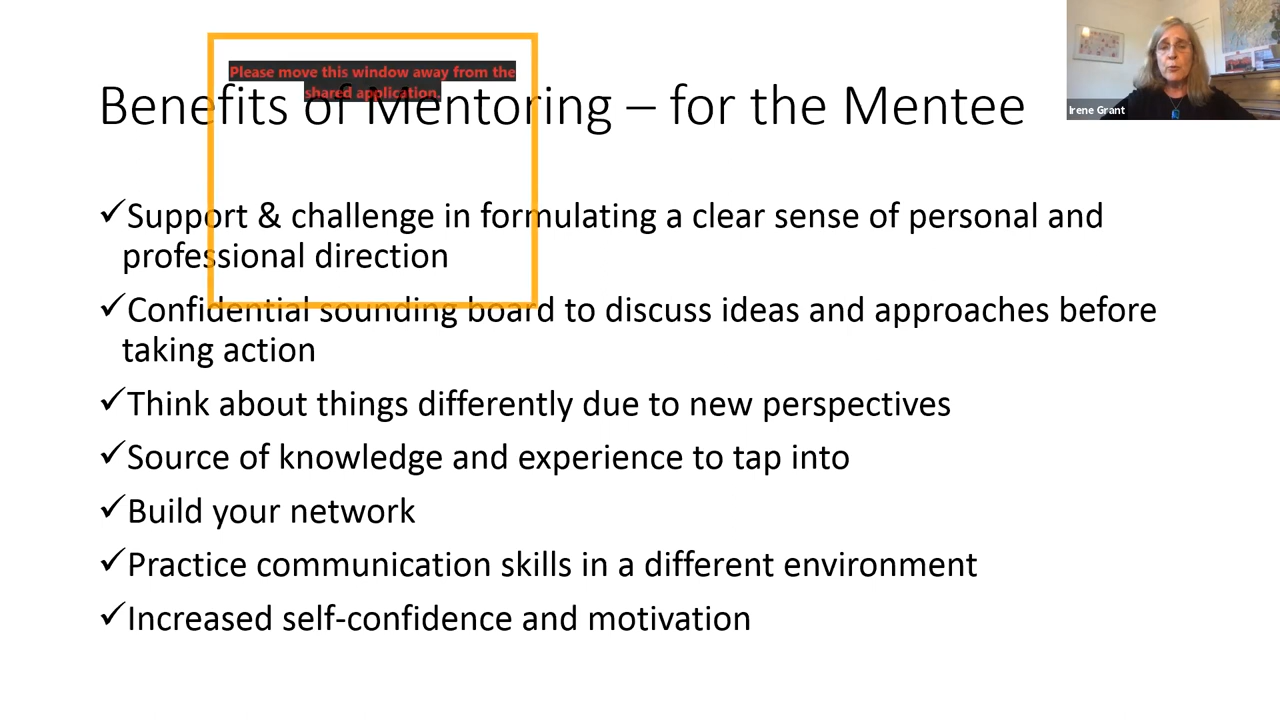 Please move this window away from the
shared application.
Benefits of Mentoring – for the Mentee
Irene Grant
✓Support & challenge in formulating a clear sense of personal and
professional direction
✓Confidential sounding board to discuss ideas and approaches before
taking action
✓Think about things differently due to new perspectives
✓Source of knowledge and experience to tap into
✓Build your network
✓Practice communication skills in a different environment
✓Increased self-confidence and motivation